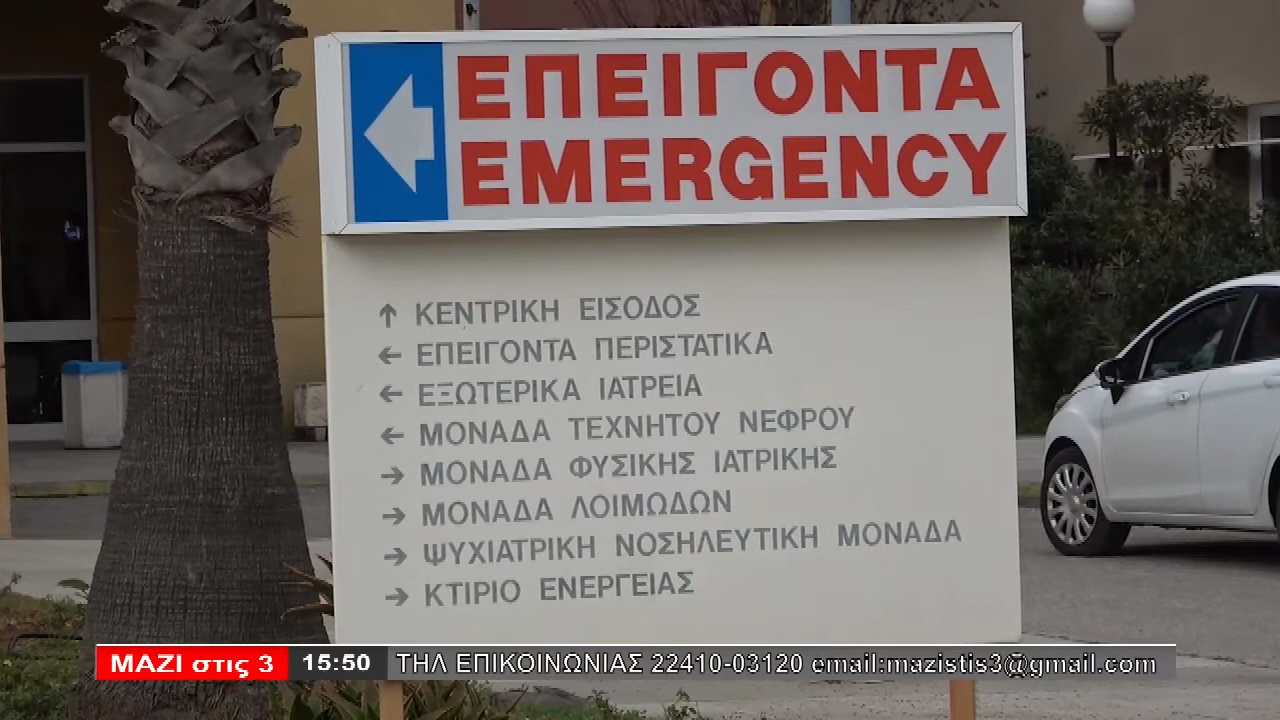 ΕΠΕΙΓΟΝΤΑ
EMERGENCY
↑ ΚΕΝΤΡΙΚΗ ΕΙΣΟΔΟΣ
← ΕΠΕΙΓΟΝΤΑ ΠΕΡΙΣΤΑΤΙΚΑ
← ΕΞΩΤΕΡΙΚΑ ΙΑΤΡΕΙΑ
← ΜΟΝΑΔΑ ΤΕΧΝΗΤΟΥ ΝΕΦΡΟΥ
→ ΜΟΝΑΔΑ ΦΥΣΙΚΗΣ ΙΑΤΡΙΚΗΣ
→ ΜΟΝΑΔΑ ΛΟΙΜΩΔΩΝ
→ ΨΥΧΙΑΤΡΙΚΗ ΝΟΣΗΛΕΥΤΙΚΗ ΜΟΝΑΔΑ
→ ΚΤΙΡΙΟ ΕΝΕΡΓΕΙΑΣ
ΜΑΖΙ στις 3 15:50 ΤΗΛ ΕΠΙΚΟΙΝΩΝΙΑΣ 22410-03120 email:mazistis3@gmail.com